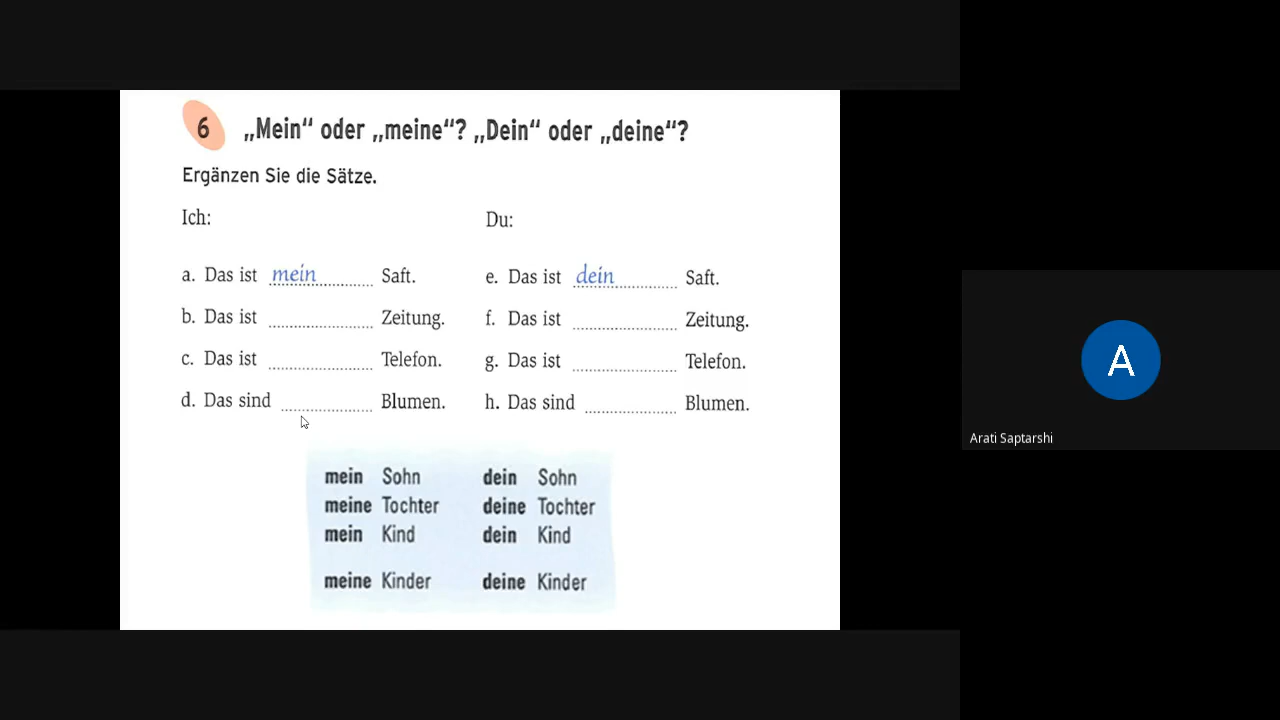 6 „Mein“ oder „meine“? „Dein“ oder „deine“?
Ergänzen Sie die Sätze.
Ich:
a. Das ist mein Saft.
b. Das ist .................. Zeitung.
c. Das ist .................. Telefon.
d. Das sind .................. Blumen.
Du:
e. Das ist dein Saft.
f. Das ist .................. Zeitung.
g. Das ist .................. Telefon.
h. Das sind .................. Blumen.
mein Sohn
meine Tochter
mein Kind
meine Kinder
dein Sohn
deine Tochter
dein Kind
deine Kinder
A
Arati Saptarshi